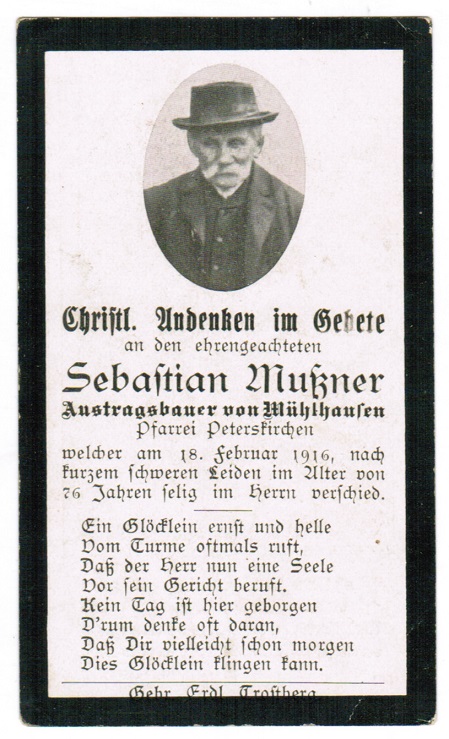 Christl. Andenken im Gebete
an den ehrengeachteten
Sebastian Mußner
Austragsbauer von Mühlhausen
Pfarrei Peterskirchen
welcher am 18. Februar 1916, nach
kurzem schweren Leiden im Alter von
76 Jahren selig im Herrn verschied.
Ein Glöcklein ernst und helle
Vom Turme oftmals ruft,
Daß der Herr nun eine Seele
Vor sein Gericht beruft.
Kein Tag ist hier geborgen
D'rum denke oft daran,
Daß Dir vielleicht schon morgen
Dies Glöcklein klingen kann.
Gebr. Erdl Trostberg